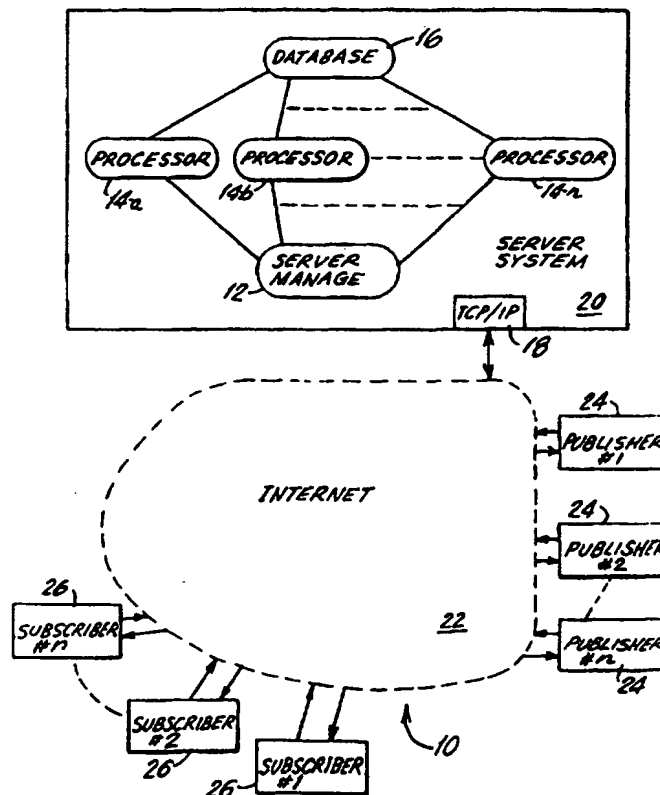 16
DATABASE
PROCESSOR
PROCESSOR
PROCESSOR
14a
14b
14n
SERVER
MANAGE
12
SERVER
SYSTEM
20
TCP/IP
18
24
PUBLISHER
#1
INTERNET
24
PUBLISHER
#2
26
SUBSCRIBER
#n
22
PUBLISHER
#n
24
SUBSCRIBER
#2
26
SUBSCRIBER
#1
26
10